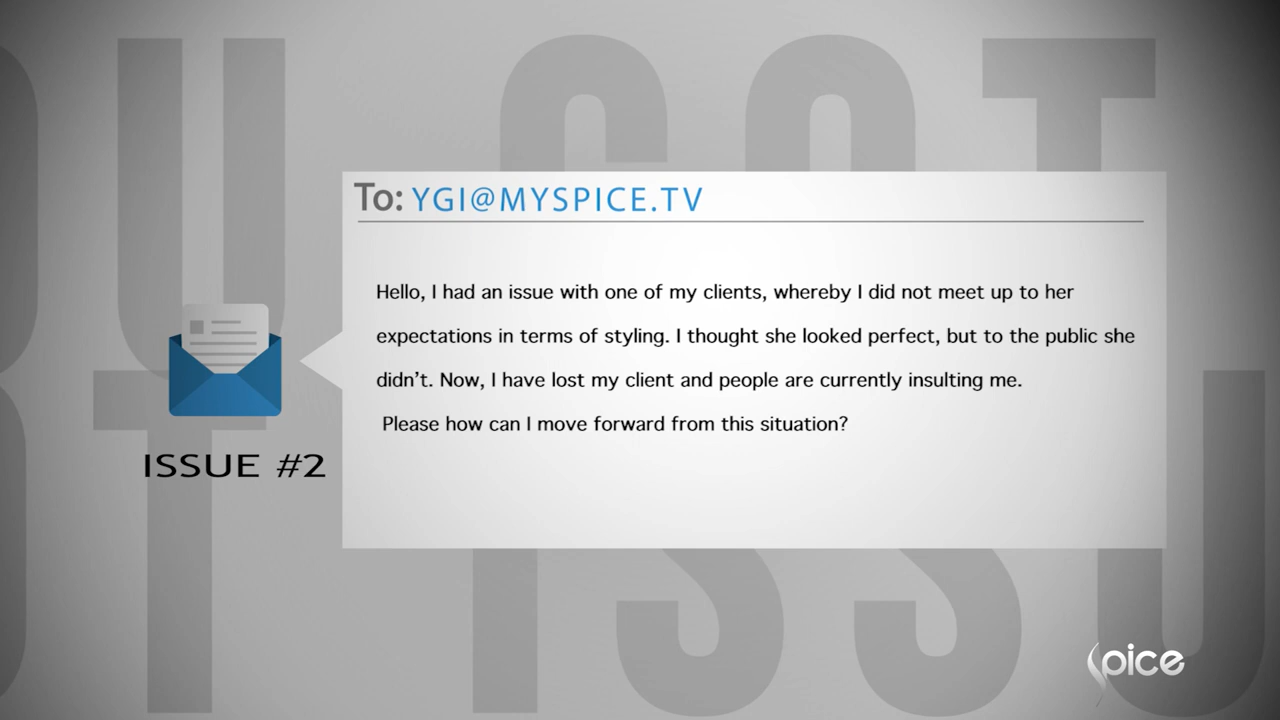 To: YGI@MYSPICE.TV
Hello, I had an issue with one of my clients, whereby I did not meet up to her
expectations in terms of styling. I thought she looked perfect, but to the public she
didn't. Now, I have lost my client and people are currently insulting me.
Please how can I move forward from this situation?
ISSUE #2
Spice